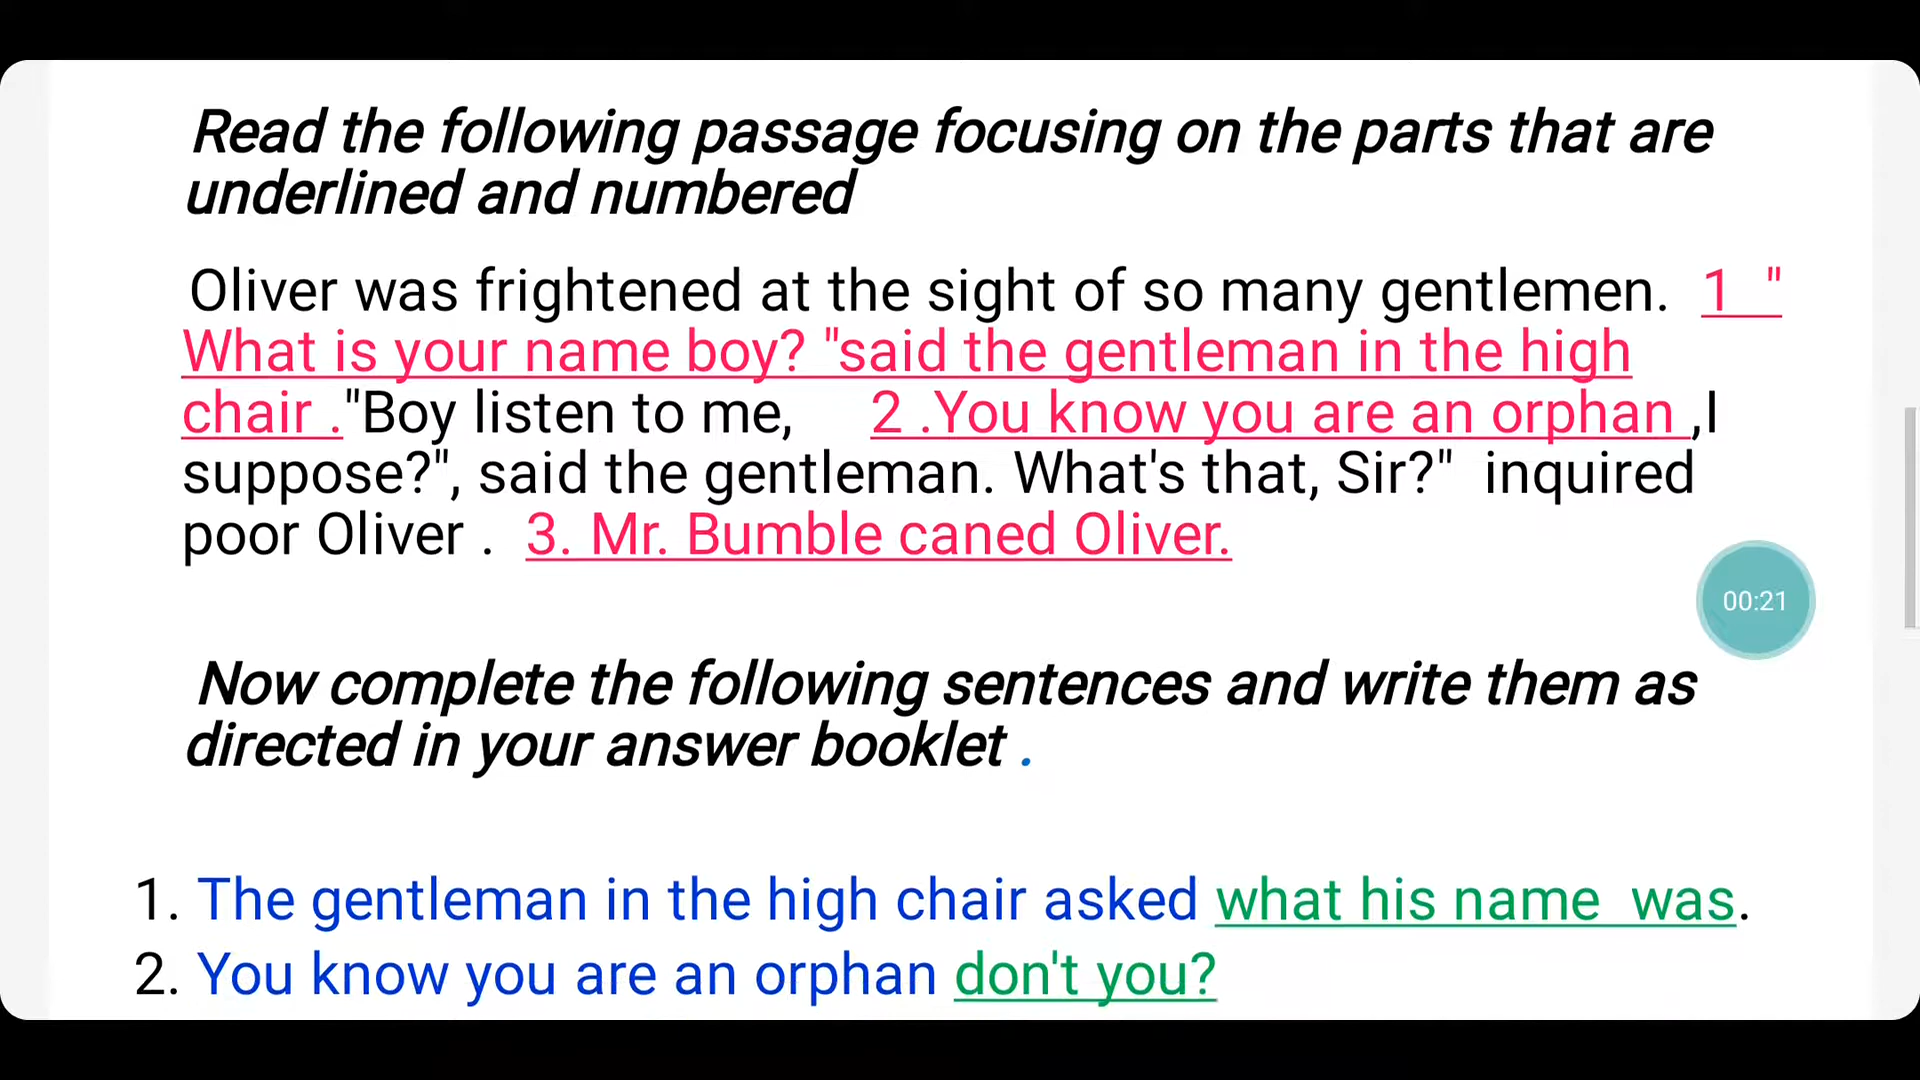 Read the following passage focusing on the parts that are
underlined and numbered
Oliver was frightened at the sight of so many gentlemen. 1 "
What is your name boy? "said the gentleman in the high
chair ."Boy listen to me, 2 .You know you are an orphan ,I
suppose?", said the gentleman. What's that, Sir?" inquired
poor Oliver . 3. Mr. Bumble caned Oliver.
00:21
Now complete the following sentences and write them as
directed in your answer booklet .
1. The gentleman in the high chair asked what his name was.
2. You know you are an orphan don't you?